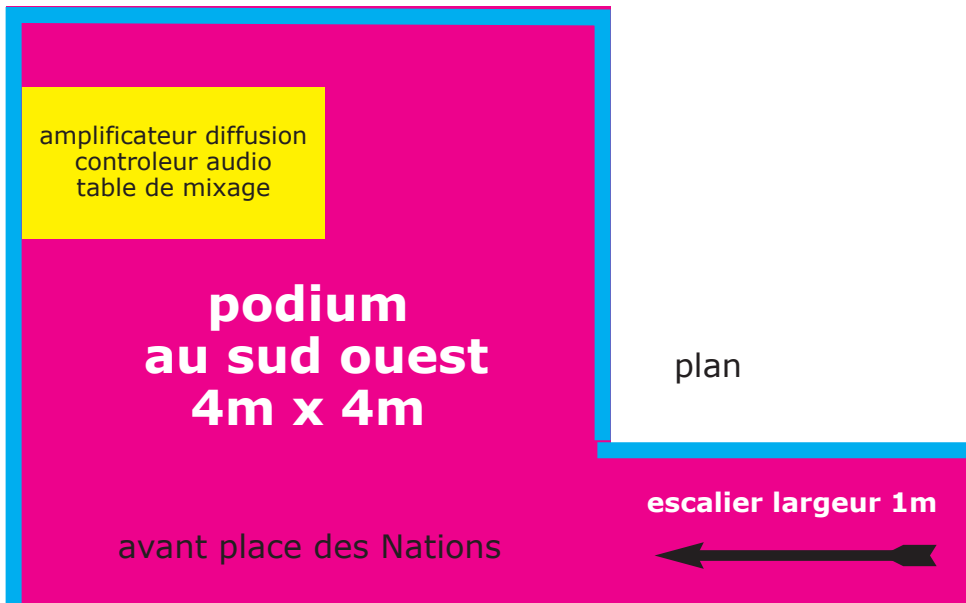 amplificateur diffusion
controleur audio
table de mixage
podium
au sud ouest
4m x 4m
plan
escalier largeur 1m
avant place des Nations